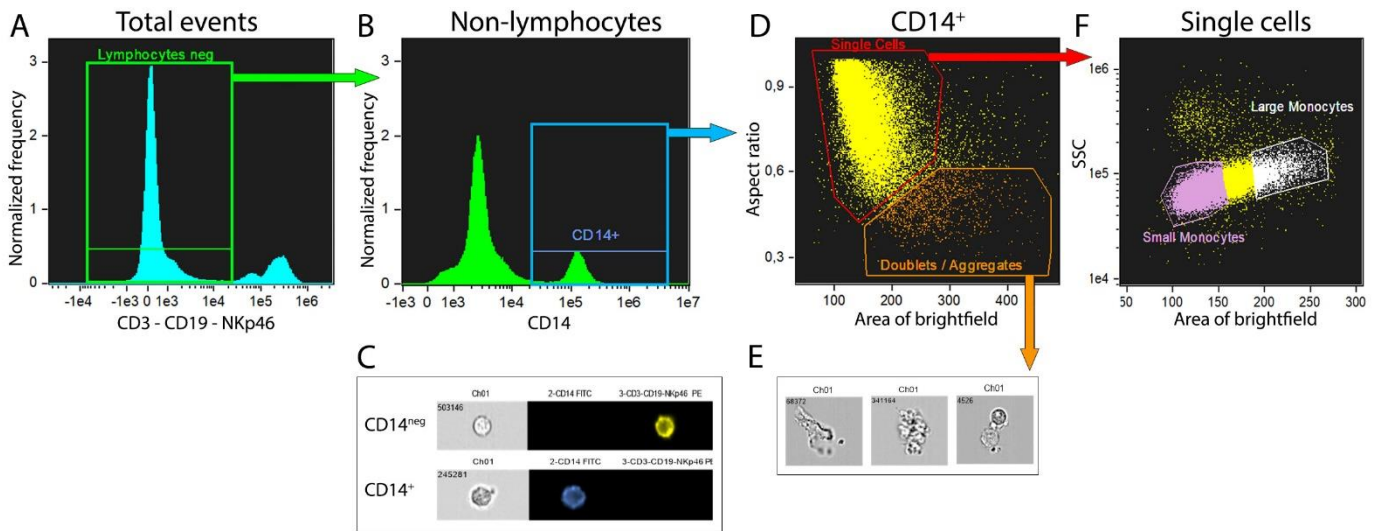 A
Total events
Normalized frequency
3
2
1
0
Lymphocytes neg
-1e4
-1e3
0
1e3
1e4
1e5
1e6
CD3 - CD19 - NKp46
B
Non-lymphocytes
Normalized frequency
3
2
1
0
CD14+
-1e3
0
1e3
1e4
1e5
1e6
1e7
CD14
C
CD14neg
Ch01
2-CD14 FITC
3-CD3-CD19-NKp46 PE
503146
CD14+
Ch01
2-CD14 FITC
3-CD3-CD19-NKp46 PE
245281
D
CD14+
Aspect ratio
0,9
0,6
0,3
Single Cells
Doublets / Aggregates
100
200
300
400
Area of brightfield
E
Ch01
68372
Ch01
341164
Ch01
4526
F
Single cells
SSC
1e6
1e5
1e4
Large Monocytes
Small Monocytes
50
100
150
200
250
300
Area of brightfield